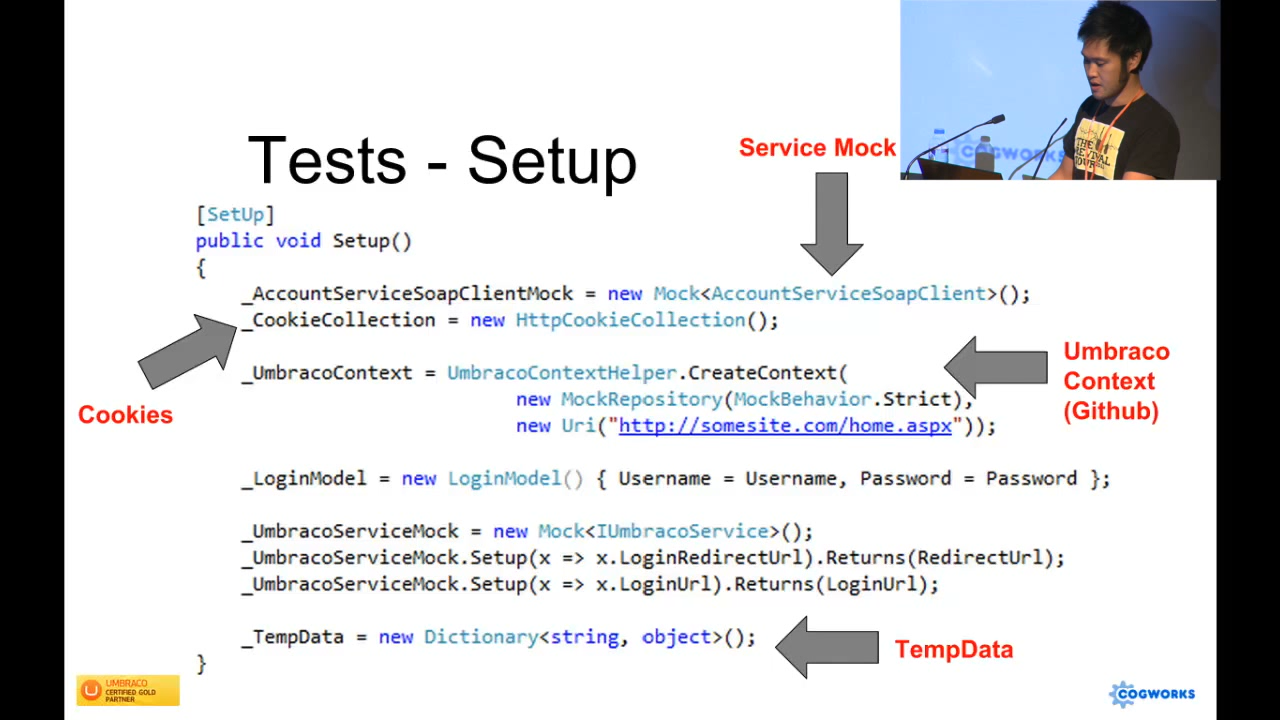 Tests - Setup
Service Mock
COGWORKS
THE
REVIVAL
[SetUp]
public void Setup()
{
_AccountServiceSoapClientMock = new Mock<AccountServiceSoapClient>();
_CookieCollection = new HttpCookieCollection();
Cookies
_UmbracoContext = UmbracoContextHelper.CreateContext(
new MockRepository(MockBehavior.Strict),
new Uri("http://somesite.com/home.aspx"));
Umbraco
Context
(Github)
_LoginModel = new LoginModel() { Username = Username, Password = Password };
_UmbracoServiceMock = new Mock<IUmbracoService>();
_UmbracoServiceMock.Setup(x => x.LoginRedirectUrl).Returns(RedirectUrl);
_UmbracoServiceMock.Setup(x => x.LoginUrl).Returns(LoginUrl);
_TempData = new Dictionary<string, object>();
TempData
}
UMBRACO
CERTIFIED GOLD
PARTNER
COGWORKS